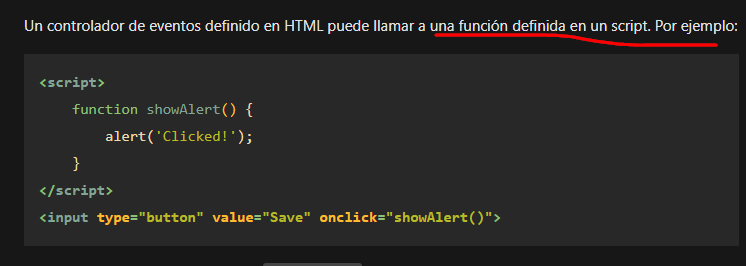 Un controlador de eventos definido en HTML puede llamar a una función definida en un script. Por ejemplo:
<script>
    function showAlert() {
        alert('Clicked!');
    }
</script>
<input type="button" value="Save" onclick="showAlert()">